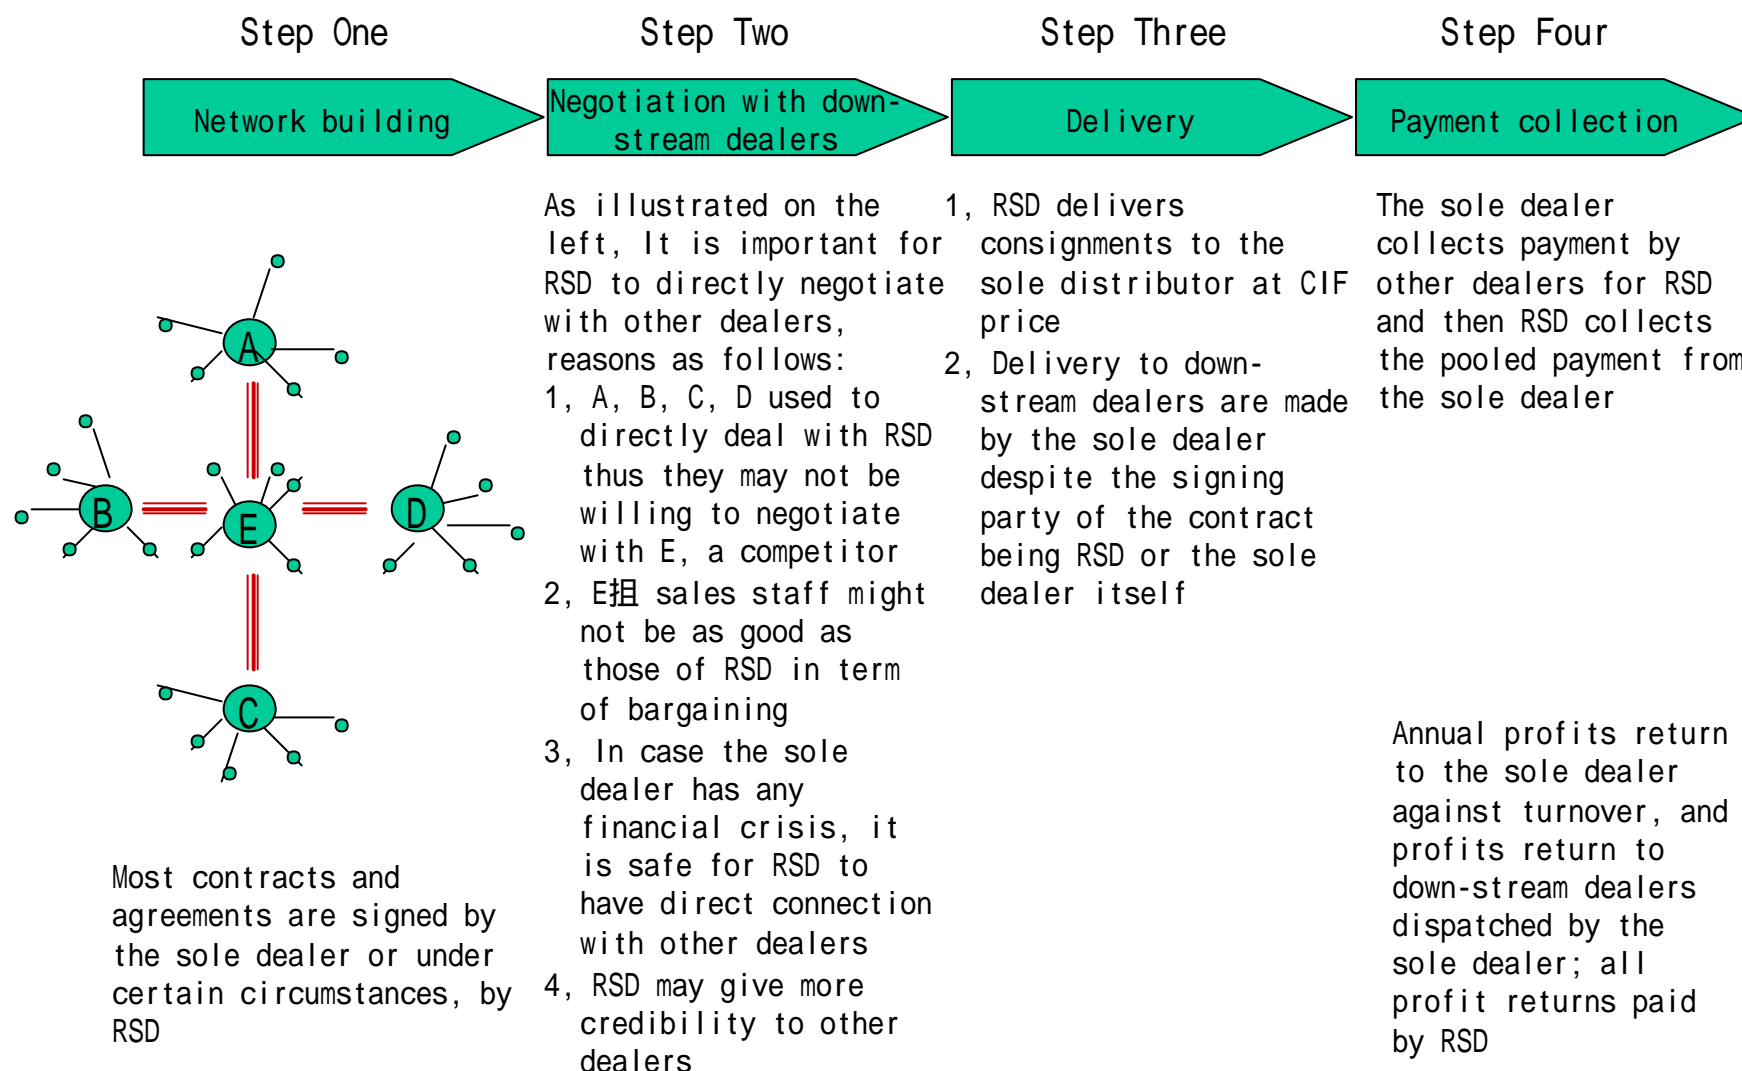 Step One
Step Two
Step Three
Step Four
Network building
Negotiation with down-
stream dealers
Delivery
Payment collection
A
B
E
D
C
Most contracts and
agreements are signed by
the sole dealer or under
certain circumstances, by
RSD
As illustrated on the
left, It is important for
RSD to directly negotiate
with other dealers,
reasons as follows:
1, A, B, C, D used to
directly deal with RSD
thus they may not be
willing to negotiate
with E, a competitor
2, E担 sales staff might
not be as good as
those of RSD in term
of bargaining
3, In case the sole
dealer has any
financial crisis, it
is safe for RSD to
have direct connection
with other dealers
4, RSD may give more
credibility to other
dealers
1, RSD delivers
consignments to the
sole distributor at CIF
price
2, Delivery to down-
stream dealers are made
by the sole dealer
despite the signing
party of the contract
being RSD or the sole
dealer itself
The sole dealer
collects payment by
other dealers for RSD
and then RSD collects
the pooled payment from
the sole dealer
Annual profits return
to the sole dealer
against turnover, and
profits return to
down-stream dealers
dispatched by the
sole dealer; all
profit returns paid
by RSD